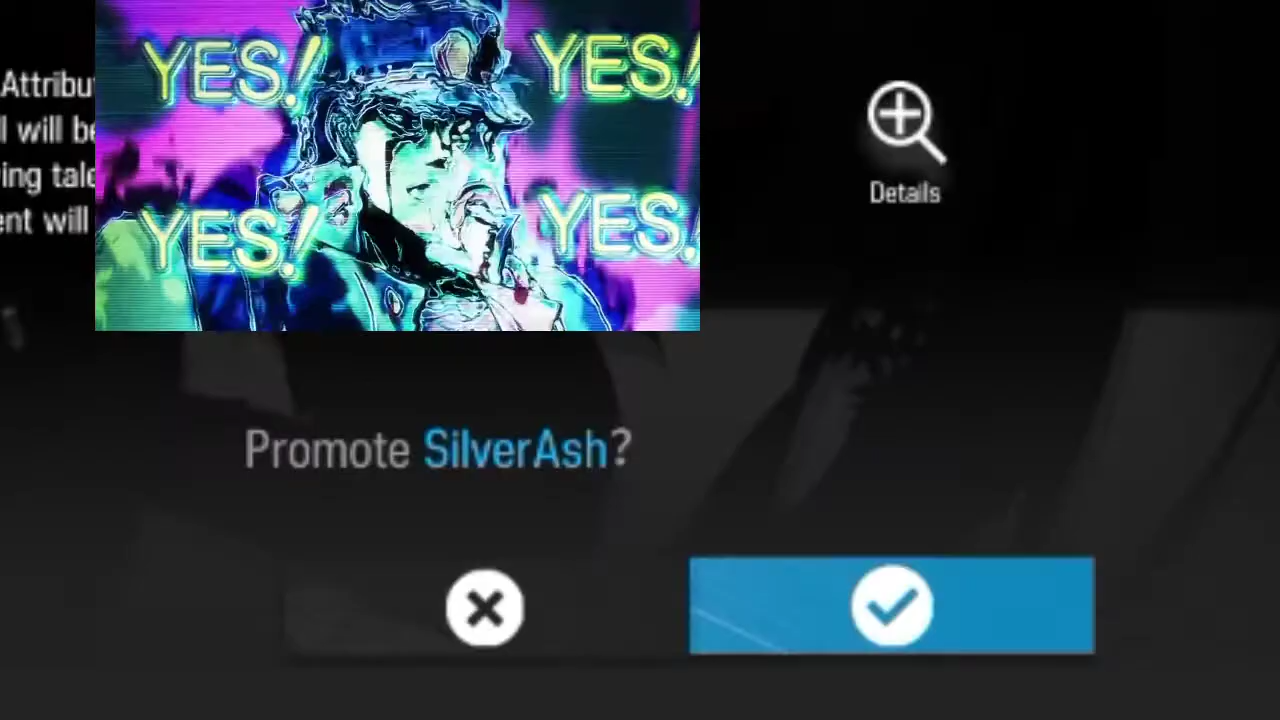 YES! YES!
Attribu
l will be
ing tale
ent will
YES! YES!
Details
Promote SilverAsh?